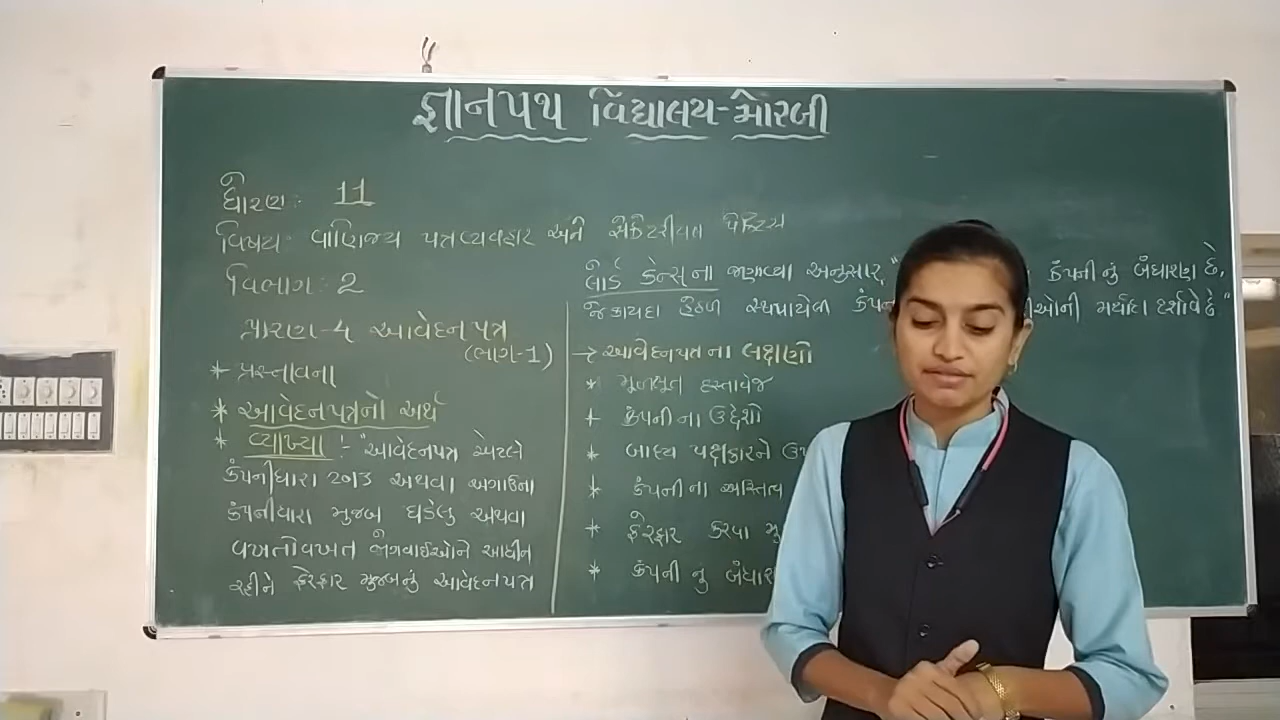 જ્ઞાનપથ વિદ્યાલય-મોરબી
ધોરણ: 11
વિષય: વાણિજ્ય પત્રવ્યવહાર અને સેક્રેટરીયલ પ્રેક્ટિસ
વિભાગ: 2
પ્રકરણ-4 આવેદનપત્ર
(ભાગ-1)
* પ્રસ્તાવના
* આવેદનપત્રનો અર્થ
* વ્યાખ્યા :- "આવેદનપત્ર એટલે
કંપનીધારા 2013 અથવા અગાઉના
કંપનીધારા મુજબ ઘડેલુ અથવા
વખતોવખત જોગવાઈઓને આધીન
રહીને ફેરફાર મુજબનું આવેદનપત્ર
લોર્ડ કેન્સના જણાવ્યા અનુસાર, " કંપનીનું બંધારણ છે,
જે કાયદા હેઠળ સ્થપાયેલી મર્યાદા દર્શાવે છે"
→ આવેદનપત્રના લક્ષણો
* મૂળભૂત દસ્તાવેજ
* કંપનીના ઉદ્દેશો
* બાહ્ય પક્ષકારને
* કંપનીના અસ્તિત્વ
* ફેરફાર કરવા
* કંપની નુ